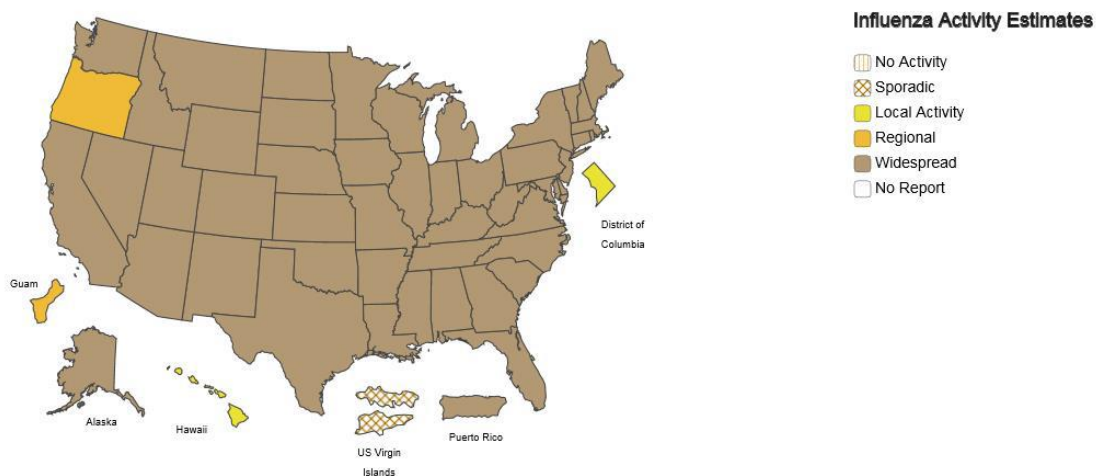 Influenza Activity Estimates
No Activity
Sporadic
Local Activity
Regional
Widespread
No Report
District of
Columbia
Guam
Alaska
Hawaii
US Virgin
Islands
Puerto Rico